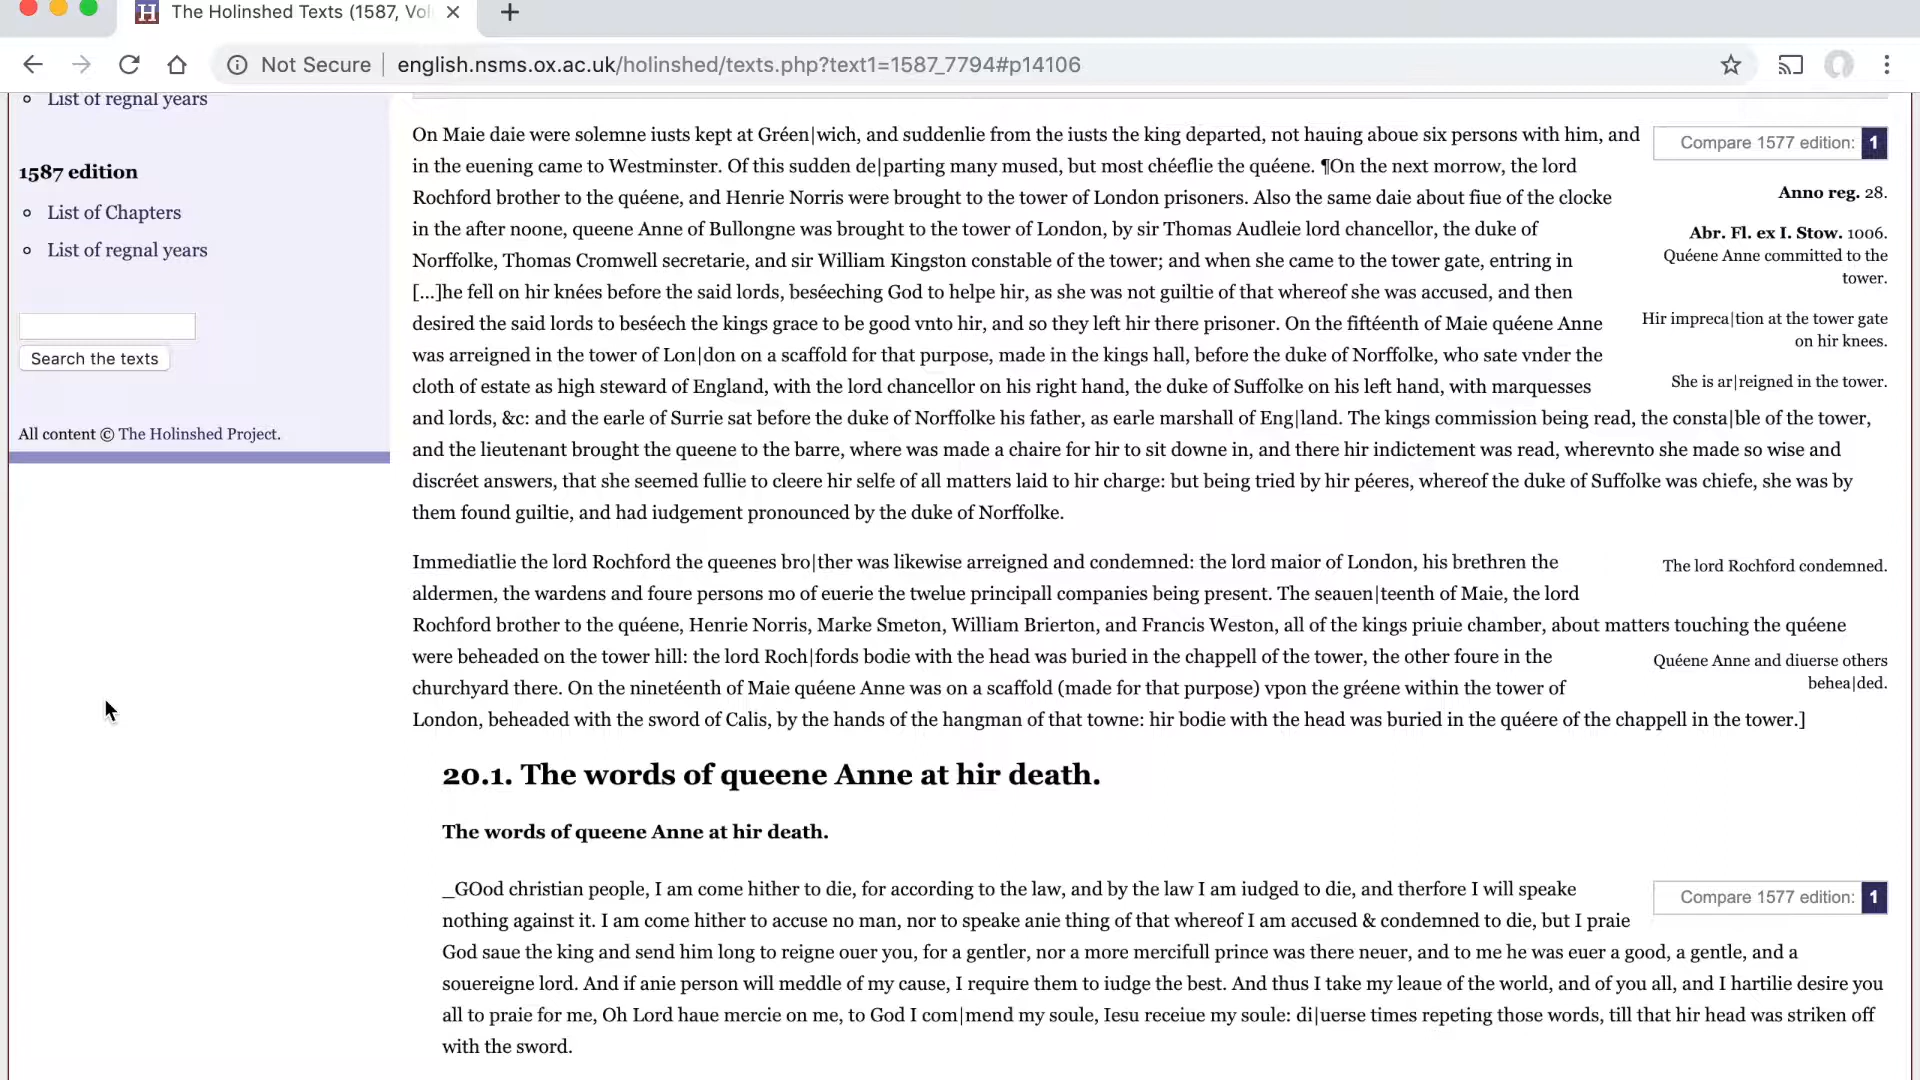 The Holinshed Texts (1587, Vol
Not Secure
english.nsms.ox.ac.uk/holinshed/texts.php?text1=1587_7794#p14106
List of regnal years
1587 edition
List of Chapters
List of regnal years
Search the texts
All content © The Holinshed Project.
On Maie daie were solemne iusts kept at Gréen|wich, and suddenlie from the iusts the king departed, not hauing aboue six persons with him, and
in the euening came to Westminster. Of this sudden de|parting many mused, but most chéeflie the quéene. ¶On the next morrow, the lord
Rochford brother to the quéene, and Henrie Norris were brought to the tower of London prisoners. Also the same daie about fiue of the clocke
in the after noone, queene Anne of Bullongne was brought to the tower of London, by sir Thomas Audleie lord chancellor, the duke of
Norffolke, Thomas Cromwell secretarie, and sir William Kingston constable of the tower; and when she came to the tower gate, entring in
[...]he fell on hir knées before the said lords, beséeching God to helpe hir, as she was not guiltie of that whereof she was accused, and then
desired the said lords to beséech the kings grace to be good vnto hir, and so they left hir there prisoner. On the fiftéenth of Maie quéene Anne
was arreigned in the tower of Lon|don on a scaffold for that purpose, made in the kings hall, before the duke of Norffolke, who sate vnder the
cloth of estate as high steward of England, with the lord chancellor on his right hand, the duke of Suffolke on his left hand, with marquesses
and lords, &c: and the earle of Surrie sat before the duke of Norffolke his father, as earle marshall of Eng|land. The kings commission being read, the consta|ble of the tower,
and the lieutenant brought the queene to the barre, where was made a chaire for hir to sit downe in, and there hir indictement was read, wherevnto she made so wise and
discréet answers, that she seemed fullie to cleere hir selfe of all matters laid to hir charge: but being tried by hir péeres, whereof the duke of Suffolke was chiefe, she was by
them found guiltie, and had iudgement pronounced by the duke of Norffolke.
Compare 1577 edition: 1
Anno reg. 28.
Abr. Fl. ex I. Stow. 1006.
Quéene Anne committed to the
tower.
Hir impreca|tion at the tower gate
on hir knees.
She is ar|reigned in the tower.
Immediatlie the lord Rochford the queenes bro|ther was likewise arreigned and condemned: the lord maior of London, his brethren the
aldermen, the wardens and foure persons mo of euerie the twelue principall companies being present. The seauen|teenth of Maie, the lord
Rochford brother to the quéene, Henrie Norris, Marke Smeton, William Brierton, and Francis Weston, all of the kings priuie chamber, about matters touching the quéene
were beheaded on the tower hill: the lord Roch|fords bodie with the head was buried in the chappell of the tower, the other foure in the
churchyard there. On the ninetéenth of Maie quéene Anne was on a scaffold (made for that purpose) vpon the gréene within the tower of
London, beheaded with the sword of Calis, by the hands of the hangman of that towne: hir bodie with the head was buried in the quéere of the chappell in the tower.]
The lord Rochford condemned.
Quéene Anne and diuerse others
behea|ded.
20.1. The words of queene Anne at hir death.
The words of queene Anne at hir death.
_GOod christian people, I am come hither to die, for according to the law, and by the law I am iudged to die, and therfore I will speake
nothing against it. I am come hither to accuse no man, nor to speake anie thing of that whereof I am accused & condemned to die, but I praie
God saue the king and send him long to reigne ouer you, for a gentler, nor a more mercifull prince was there neuer, and to me he was euer a good, a gentle, and a
souereigne lord. And if anie person will meddle of my cause, I require them to iudge the best. And thus I take my leaue of the world, and of you all, and I hartilie desire you
all to praie for me, Oh Lord haue mercie on me, to God I com|mend my soule, Iesu receiue my soule: di|uerse times repeting those words, till that hir head was striken off
with the sword.
Compare 1577 edition: 1